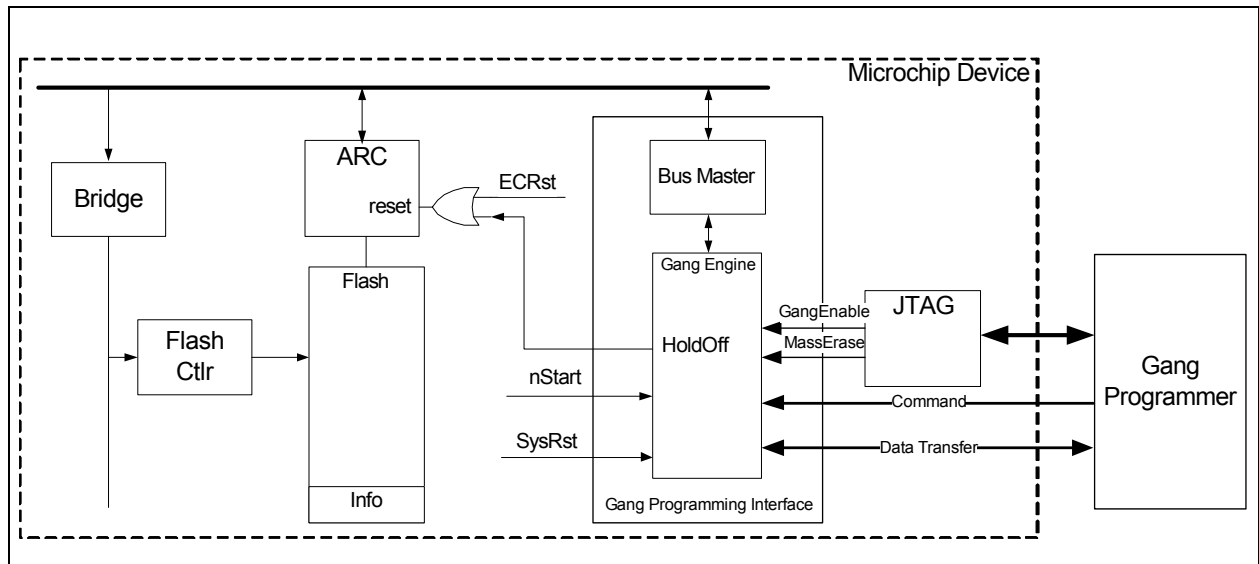 Microchip Device
ARC
reset
Bridge
ECRst
Bus Master
Gang Engine
Flash
HoldOff
GangEnable
MassErase
JTAG
Flash
Ctlr
nStart
SysRst
Command
Data Transfer
Gang
Programmer
Info
Gang Programming Interface